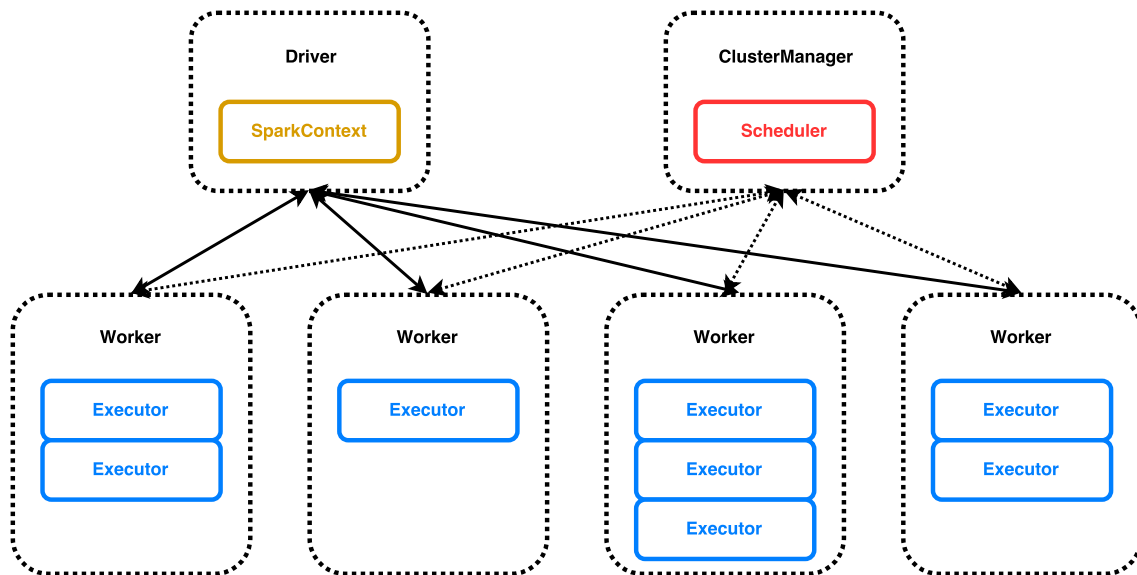 Driver
ClusterManager
SparkContext
Scheduler
Worker
Worker
Worker
Worker
Executor
Executor
Executor
Executor
Executor
Executor
Executor
Executor